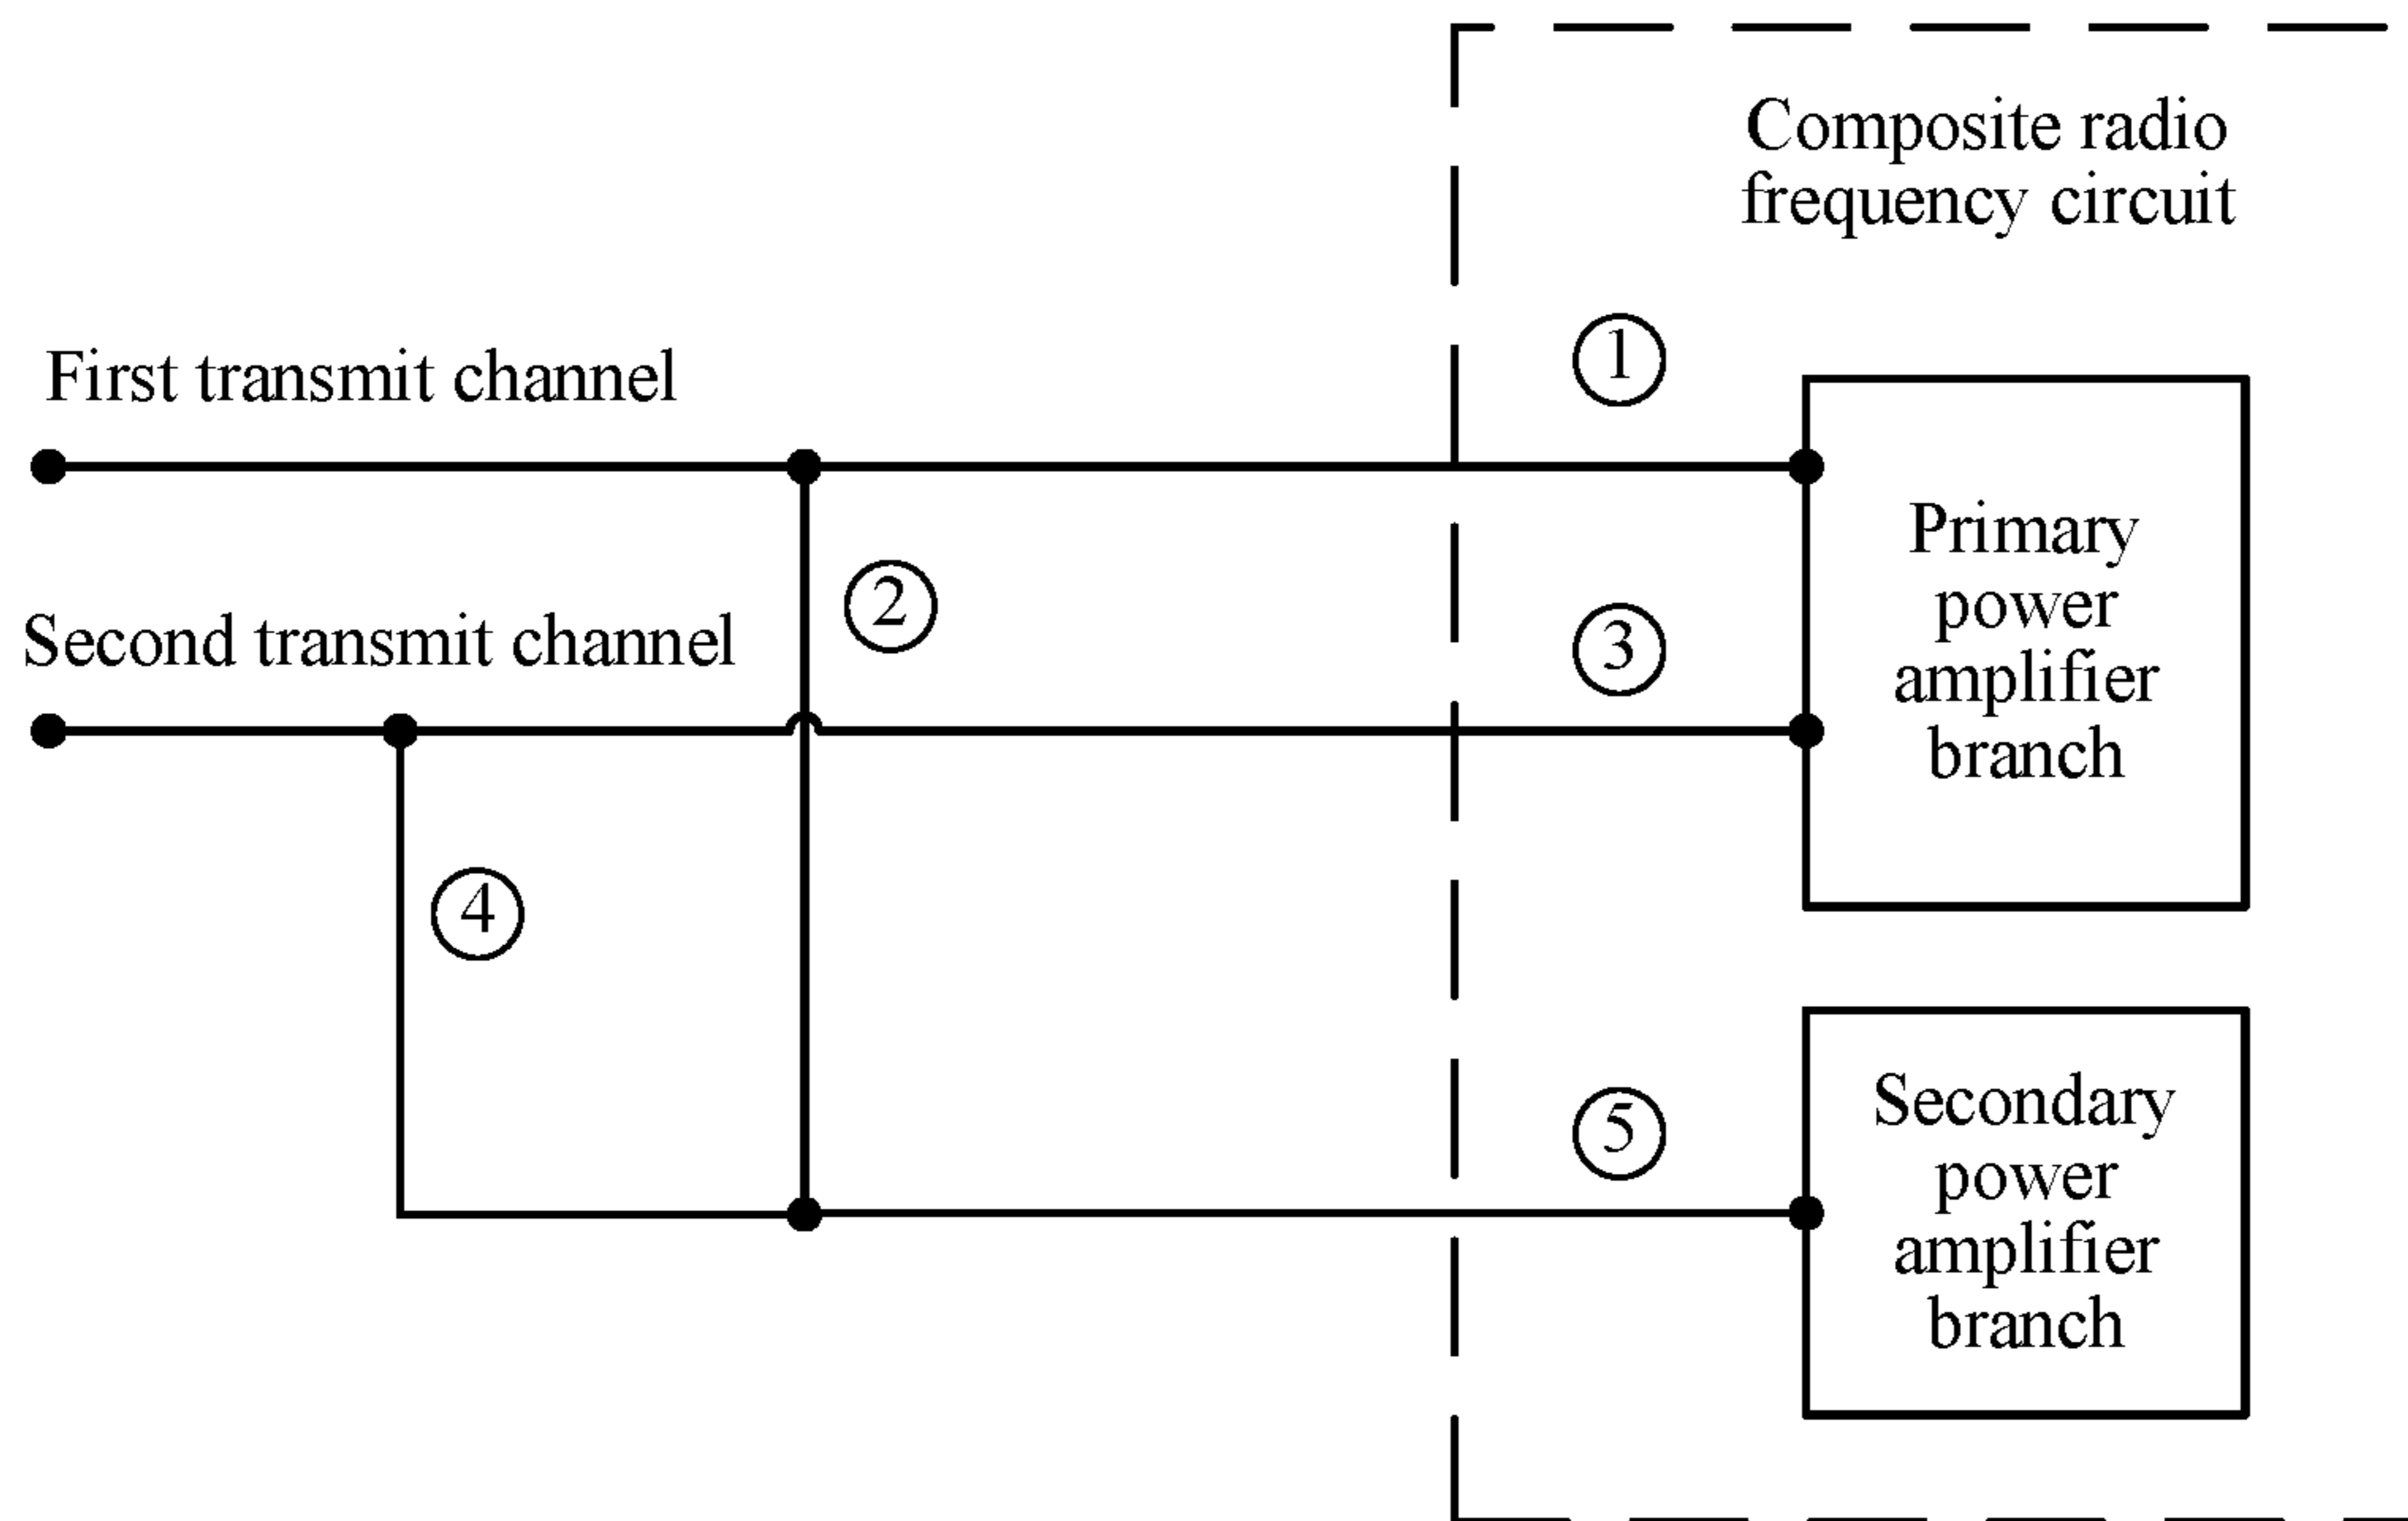 Composite radio
frequency circuit
First transmit channel
①
Second transmit channel
②
③
Primary
power
amplifier
branch
④
⑤
Secondary
power
amplifier
branch